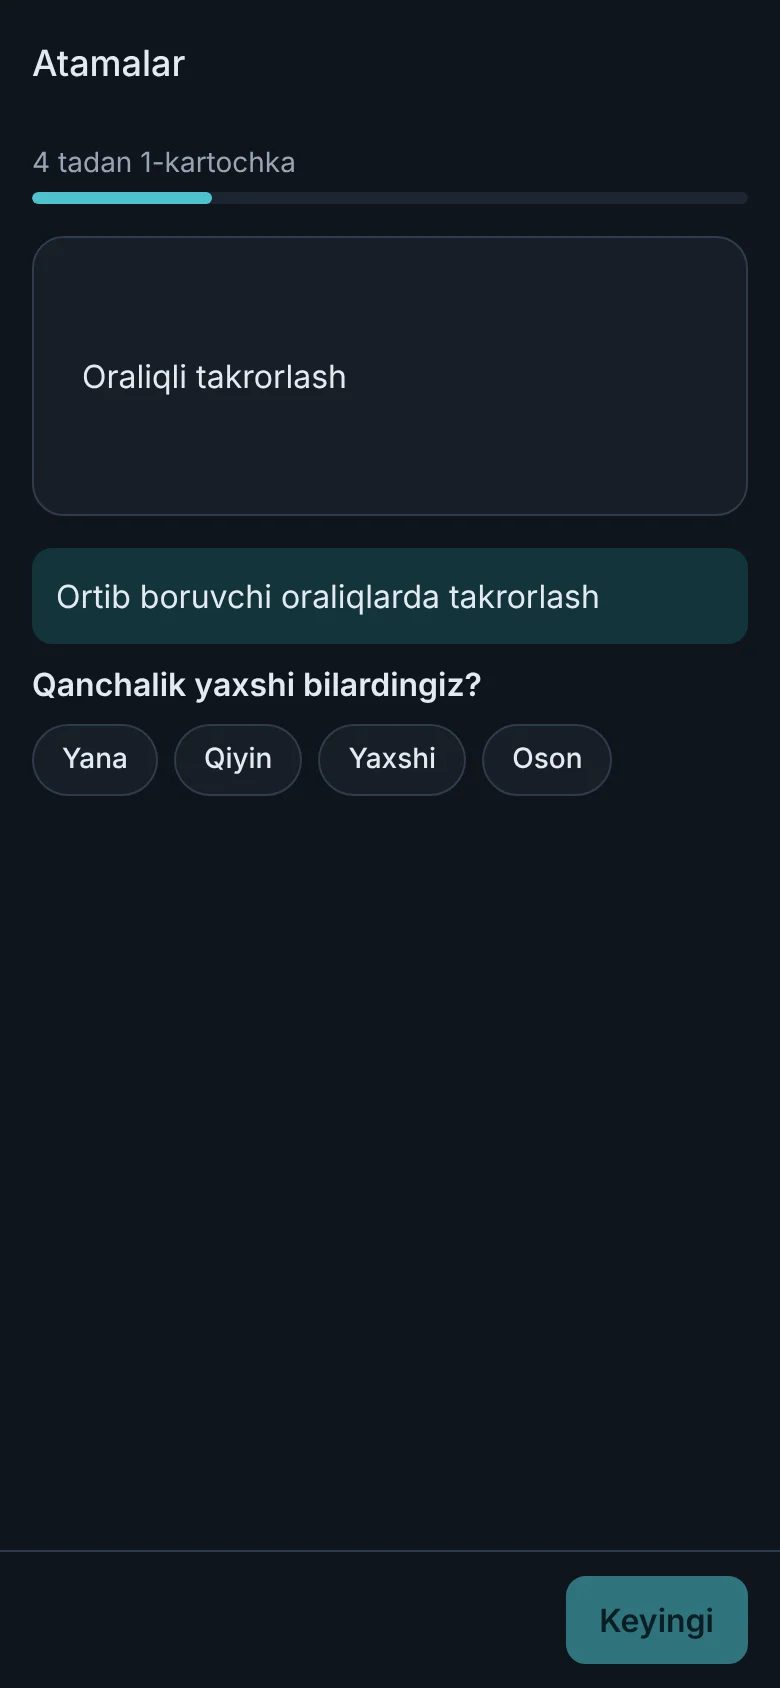 Atamalar
4 tadan 1-kartochka
Oraliqli takrorlash
Ortib boruvchi oraliqlarda takrorlash
Qanchalik yaxshi bilardingiz?
Yana Qiyin Yaxshi Oson
Keyingi